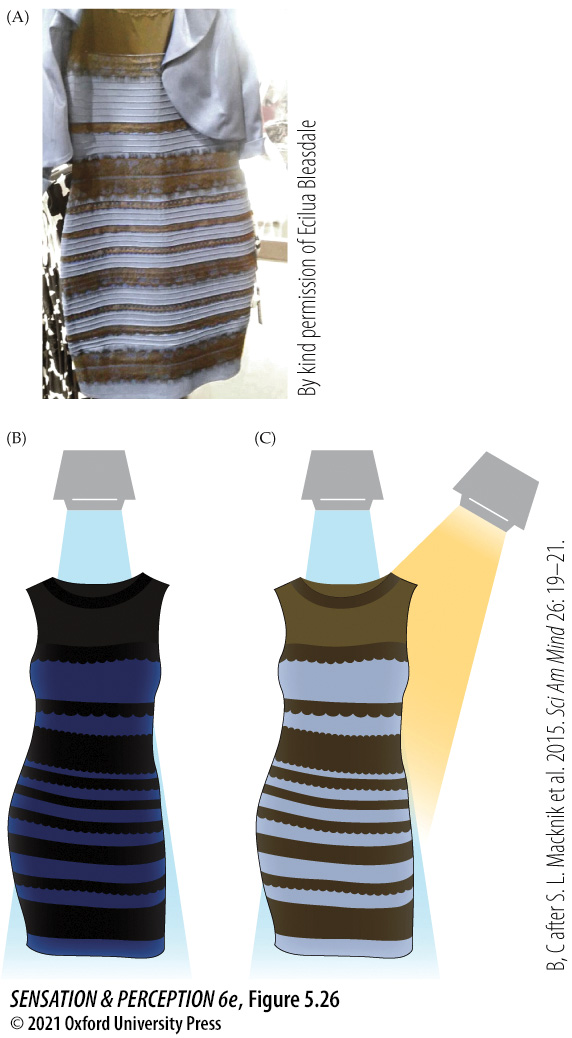 (A)
By kind permission of Ecilua Bleasdale
(B)
(C)
B, C after S. L. Macknik et al. 2015. Sci Am Mind 26: 19–21.
SENSATION & PERCEPTION 6e, Figure 5.26
© 2021 Oxford University Press